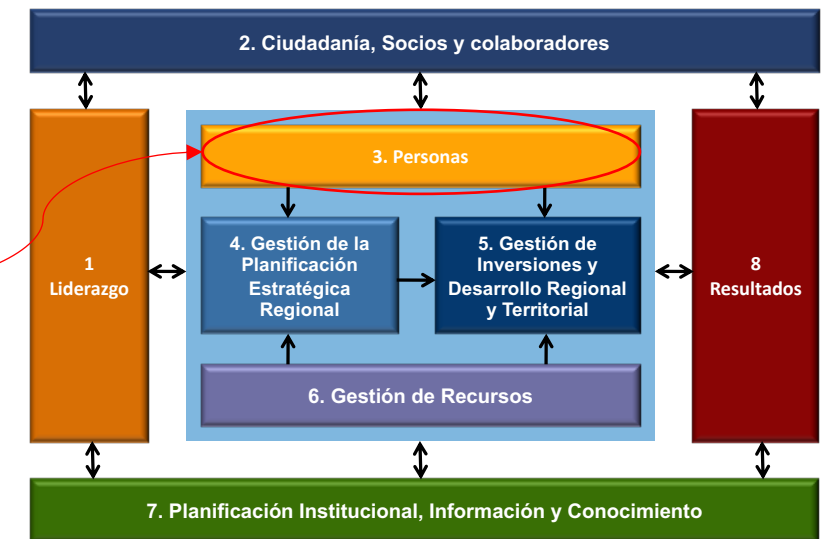 2. Ciudadanía, Socios y colaboradores
1
Liderazgo
3. Personas
4. Gestión de la
Planificación
Estratégica
Regional
5. Gestión de
Inversiones y
Desarrollo Regional
y Territorial
6. Gestión de Recursos
8
Resultados
7. Planificación Institucional, Información y Conocimiento